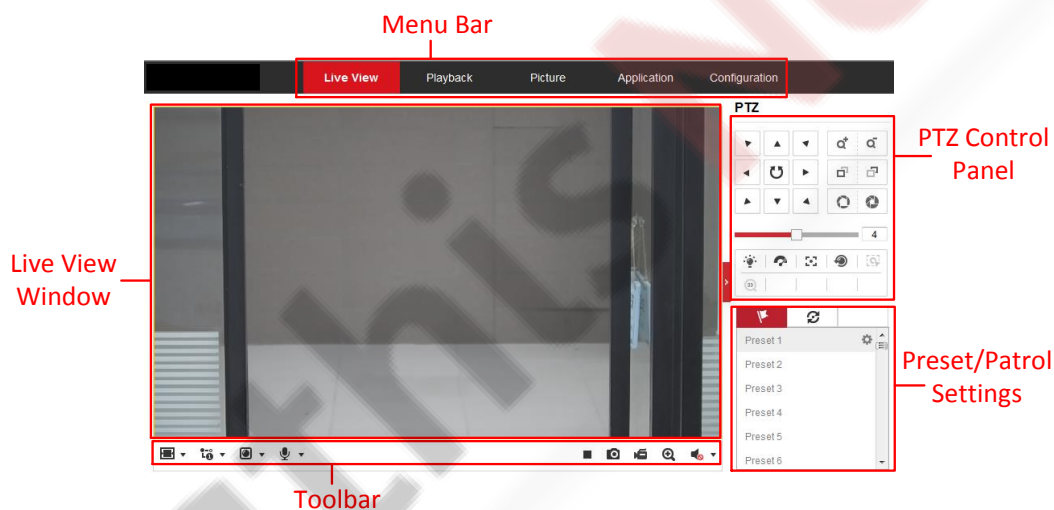 Menu Bar
Live View
Playback
Picture
Application
Configuration
PTZ
PTZ Control
Panel
4
Live View
Window
Preset 1
Preset 2
Preset 3
Preset 4
Preset 5
Preset 6
Preset/Patrol
Settings
Toolbar
this